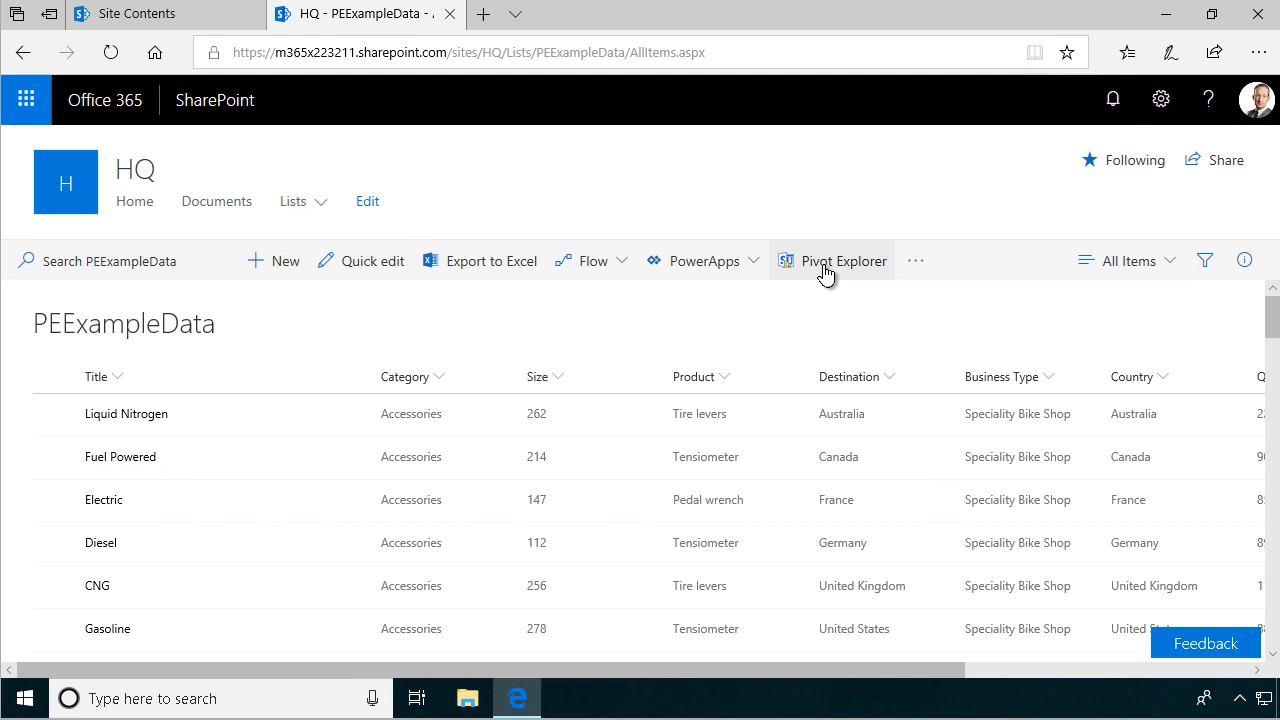 Site Contents
HQ - PEExampleData -
https://m365x223211.sharepoint.com/sites/HQ/Lists/PEExampleData/AllItems.aspx
Office 365 SharePoint
H
HQ
Following Share
Home Documents Lists Edit
Search PEExampleData New Quick edit Export to Excel Flow PowerApps Pivot Explorer ··· All Items
PEExampleData
Title Category Size Product Destination Business Type Country
Liquid Nitrogen Accessories 262 Tire levers Australia Speciality Bike Shop Australia
Fuel Powered Accessories 214 Tensiometer Canada Speciality Bike Shop Canada
Electric Accessories 147 Pedal wrench France Speciality Bike Shop France
Diesel Accessories 112 Tensiometer Germany Speciality Bike Shop Germany
CNG Accessories 256 Tire levers United Kingdom Speciality Bike Shop United Kingdom
Gasoline Accessories 278 Tensiometer United States Speciality Bike Shop United
Feedback
Type here to search